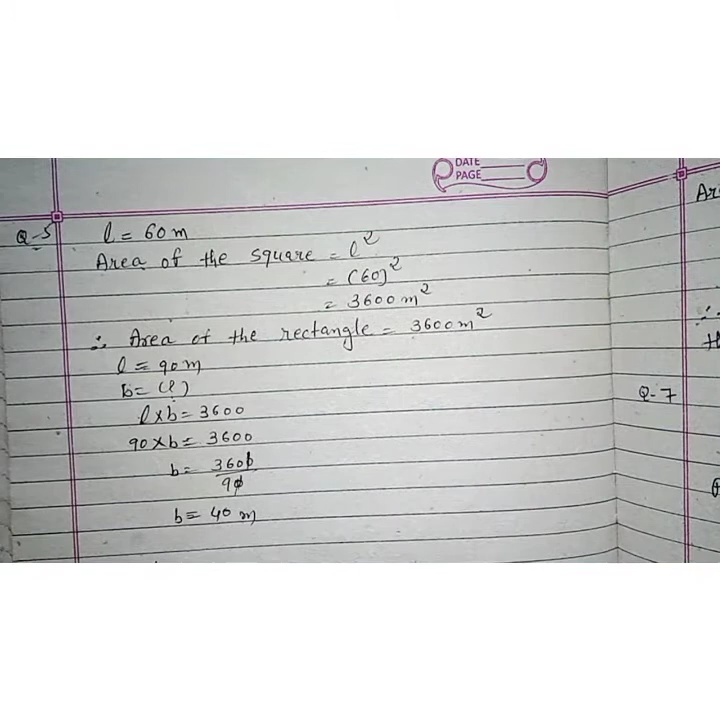 DATE
PAGE
Q-5 l = 60 m
Area of the square = l²
= (60)²
= 3600 m²
∴ Area of the rectangle = 3600 m²
l = 90 m
b = (?)
l×b = 3600
90×b = 3600
b = 3600/90
b = 40 m
Ar
∴
th
Q-7